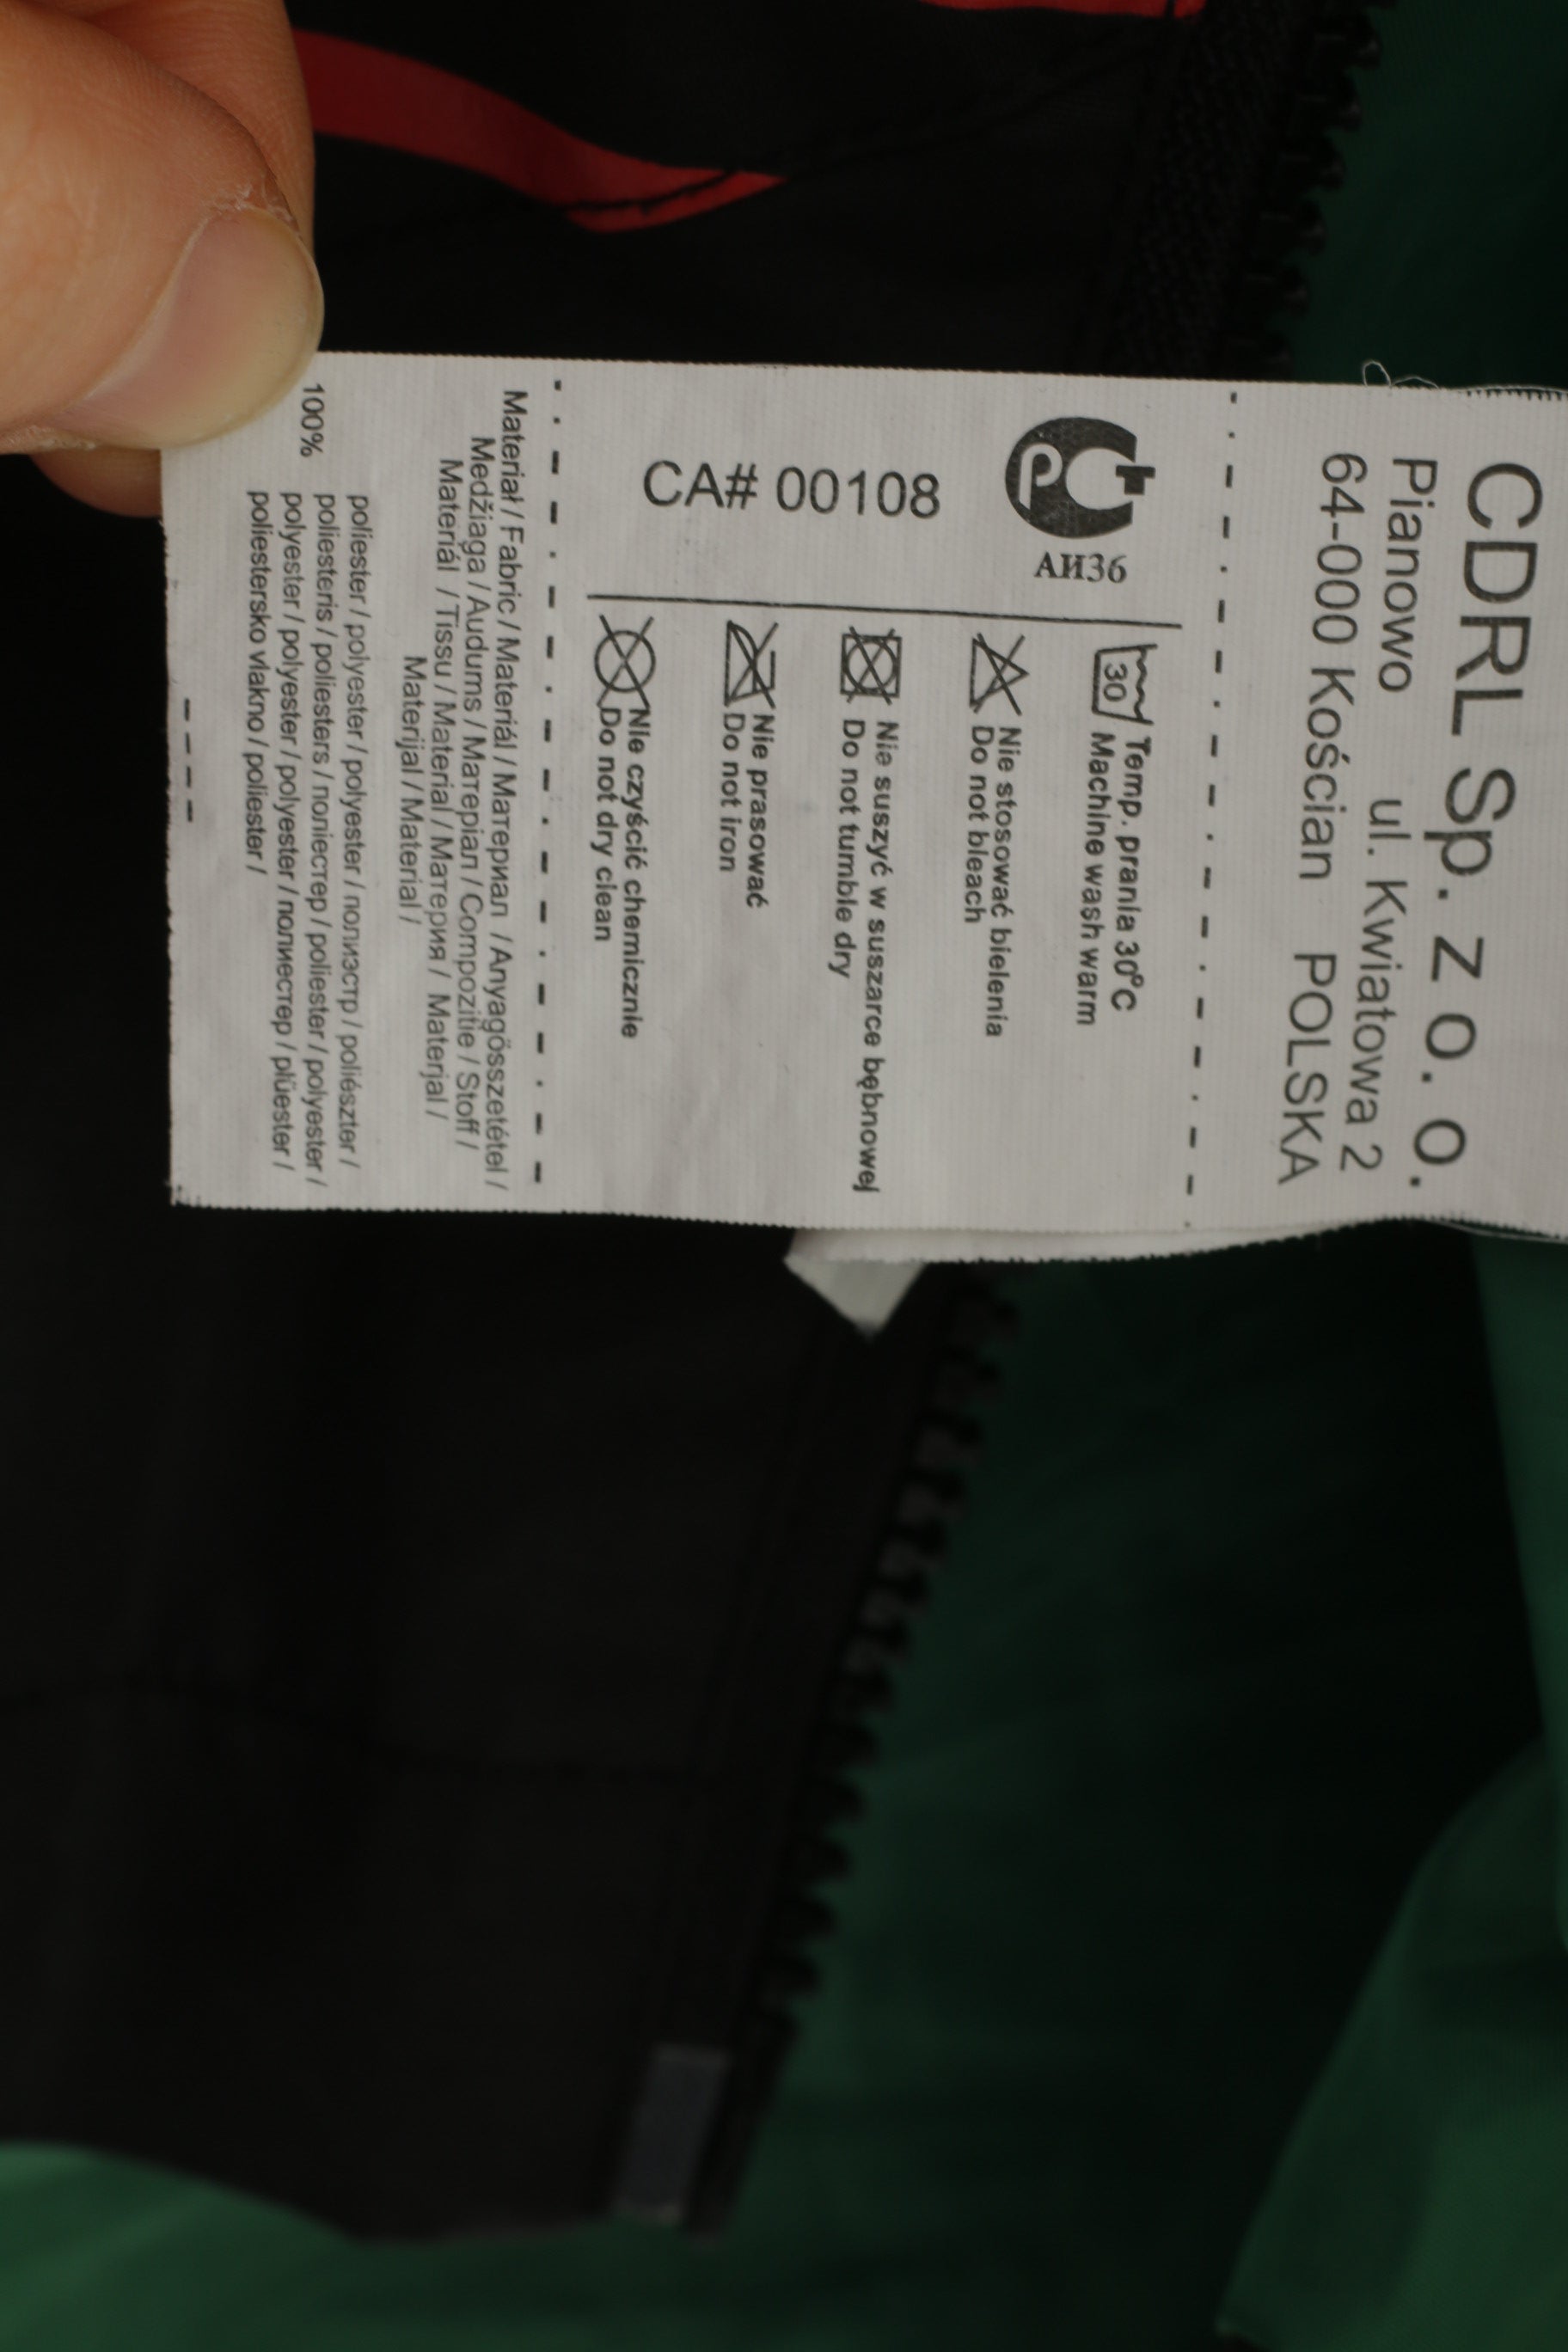 CDRL Sp. z o. o.
Pianowo ul. Kwiatowa 2
64-000 Kościan POLSKA
АИ36
CA# 00108
30
Temp. prania 30°C
Machine wash warm
Nie stosować bielenia
Do not bleach
Nie suszyć w suszarce bębnowej
Do not tumble dry
Nie prasować
Do not iron
Nie czyścić chemicznie
Do not dry clean
Materiał / Fabric / Materiál / Материал / Anyagösszetétel /
Medžiaga / Audums / Матеріал / Compozitie / Stoff /
Materiál / Tissu / Material / Материя / Materjal /
Materijal / Material /
100% poliester / polyester / polyester / полиэстр / poliészter /
poliesteris / poliesters / поліестер / poliester / polyester /
polyester / polyester / polyester / полиестер / plüester /
poliestersko vlakno / poliester /